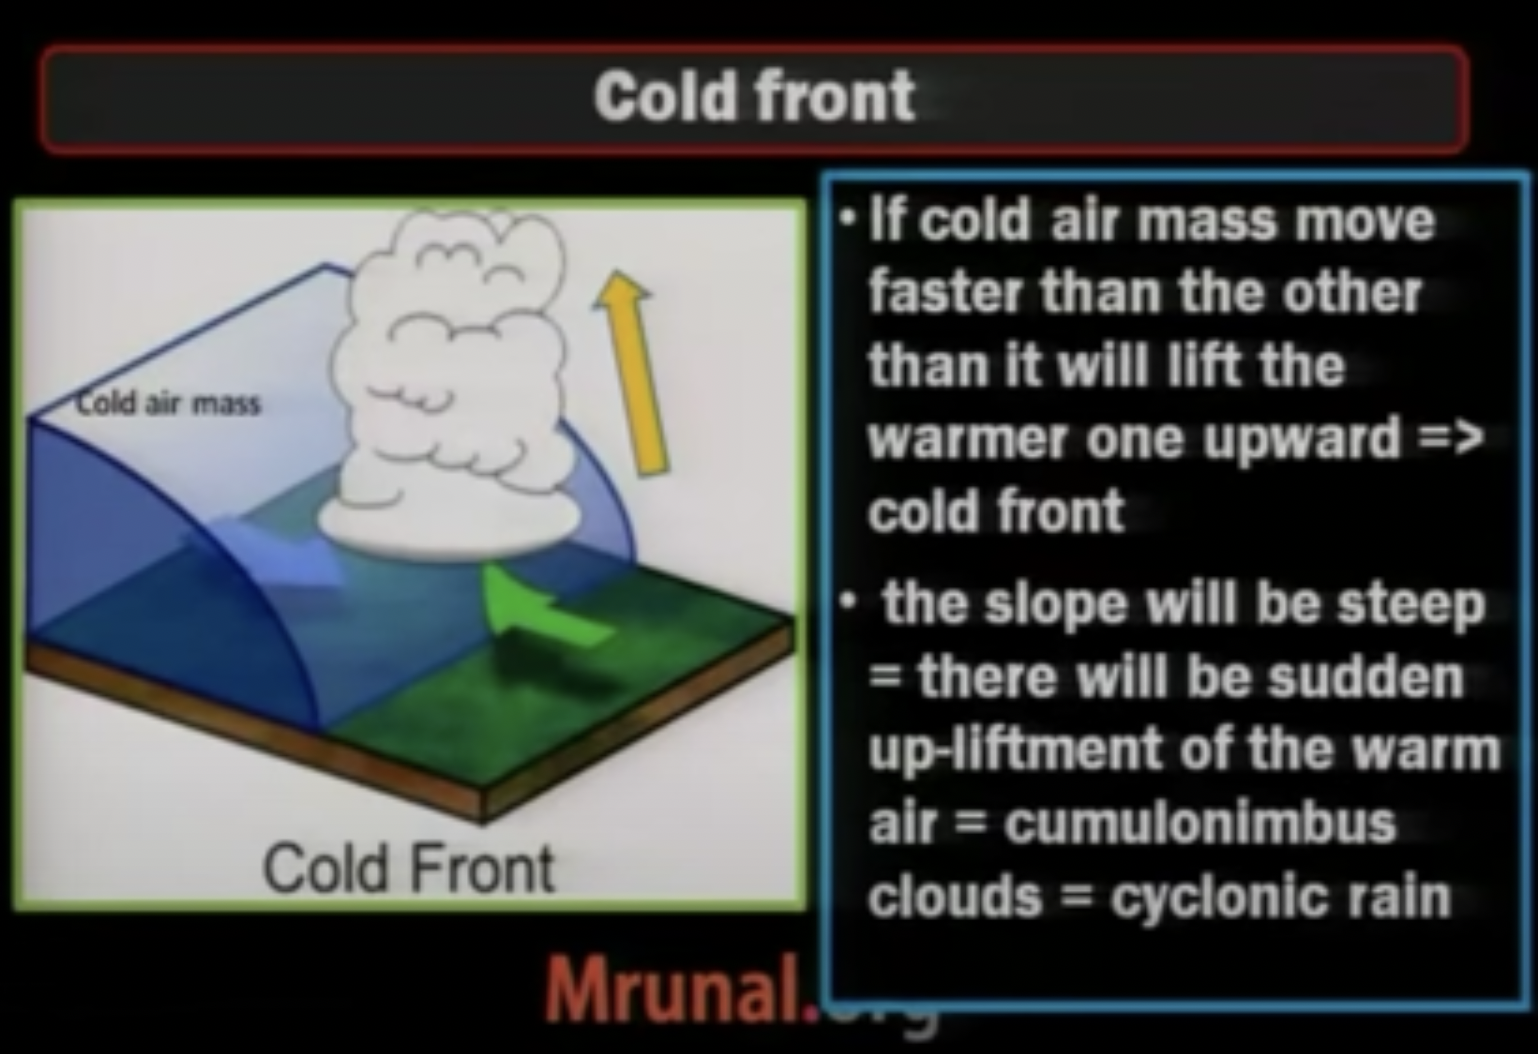 Cold front
Cold air mass
Cold Front
• If cold air mass move
faster than the other
than it will lift the
warmer one upward =>
cold front
• the slope will be steep
= there will be sudden
up-liftment of the warm
air = cumulonimbus
clouds = cyclonic rain
Mrunal.org